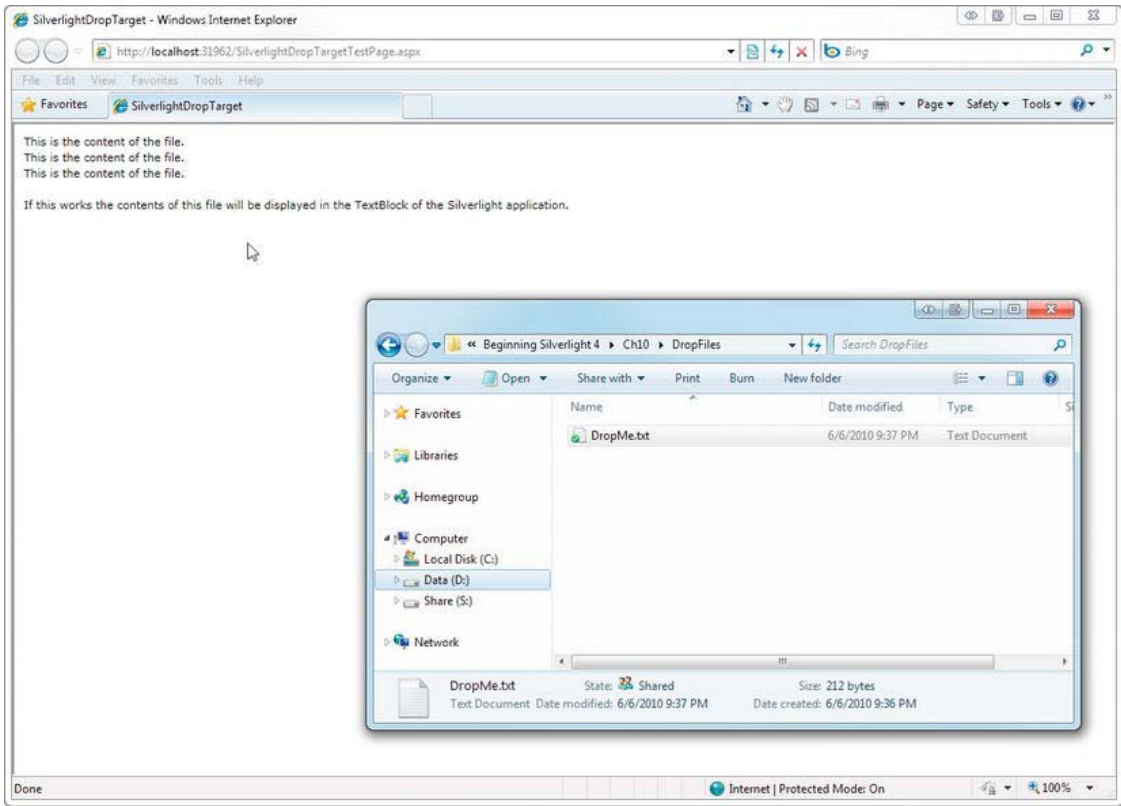 SilverlightDropTarget - Windows Internet Explorer
http://localhost:31962/SilverlightDropTargetTestPage.aspx
Bing
File Edit View Favorites Tools Help
Favorites SilverlightDropTarget Page Safety Tools
This is the content of the file.
This is the content of the file.
This is the content of the file.
If this works the contents of this file will be displayed in the TextBlock of the Silverlight application.
« Beginning Silverlight 4 Ch10 DropFiles Search DropFiles
Organize Open Share with Print Burn New folder
Favorites
Libraries
Homegroup
Computer
Local Disk (C:)
Data (D:)
Share (S:)
Network
Name Date modified Type Si
DropMe.txt 6/6/2010 9:37 PM Text Document
DropMe.txt State: Shared Size: 212 bytes
Text Document Date modified: 6/6/2010 9:37 PM Date created: 6/6/2010 9:36 PM
Done Internet | Protected Mode: On 100%